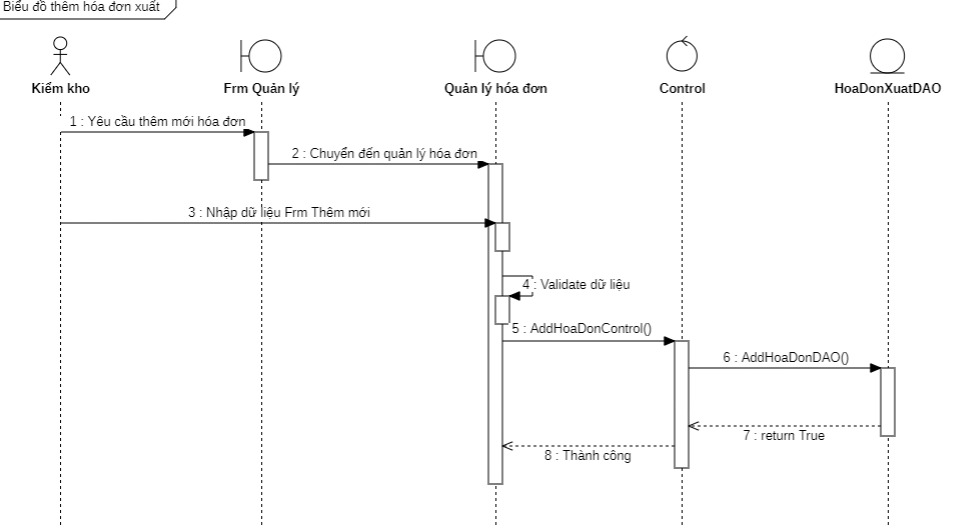 Biểu đồ thêm hóa đơn xuất
Kiểm kho
Frm Quản lý
Quản lý hóa đơn
Control
HoaDonXuatDAO
1 : Yêu cầu thêm mới hóa đơn
2 : Chuyển đến quản lý hóa đơn
3 : Nhập dữ liệu Frm Thêm mới
4 : Validate dữ liệu
5 : AddHoaDonControl()
6 : AddHoaDonDAO()
7 : return True
8 : Thành công